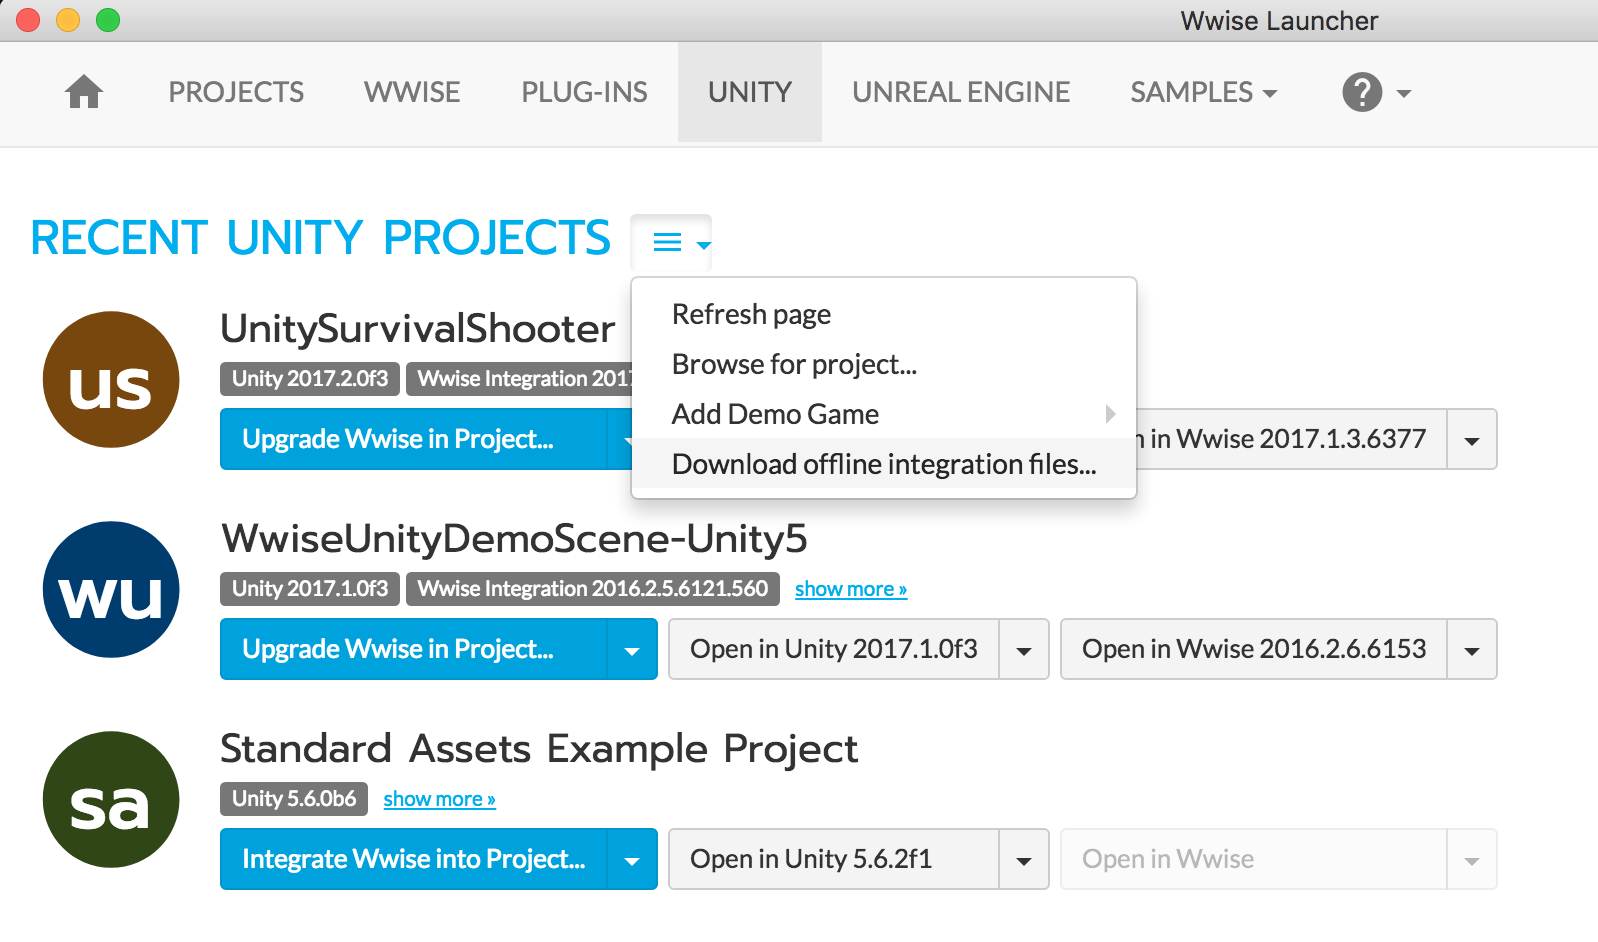 Wwise Launcher
PROJECTS WWISE PLUG-INS UNITY UNREAL ENGINE SAMPLES ?
RECENT UNITY PROJECTS
Refresh page
Browse for project...
Add Demo Game
Download offline integration files...
us
UnitySurvivalShooter
Unity 2017.2.0f3 Wwise Integration 201
Upgrade Wwise in Project... in Wwise 2017.1.3.6377
wu
WwiseUnityDemoScene-Unity5
Unity 2017.1.0f3 Wwise Integration 2016.2.5.6121.560 show more »
Upgrade Wwise in Project... Open in Unity 2017.1.0f3 Open in Wwise 2016.2.6.6153
sa
Standard Assets Example Project
Unity 5.6.0b6 show more »
Integrate Wwise into Project... Open in Unity 5.6.2f1 Open in Wwise